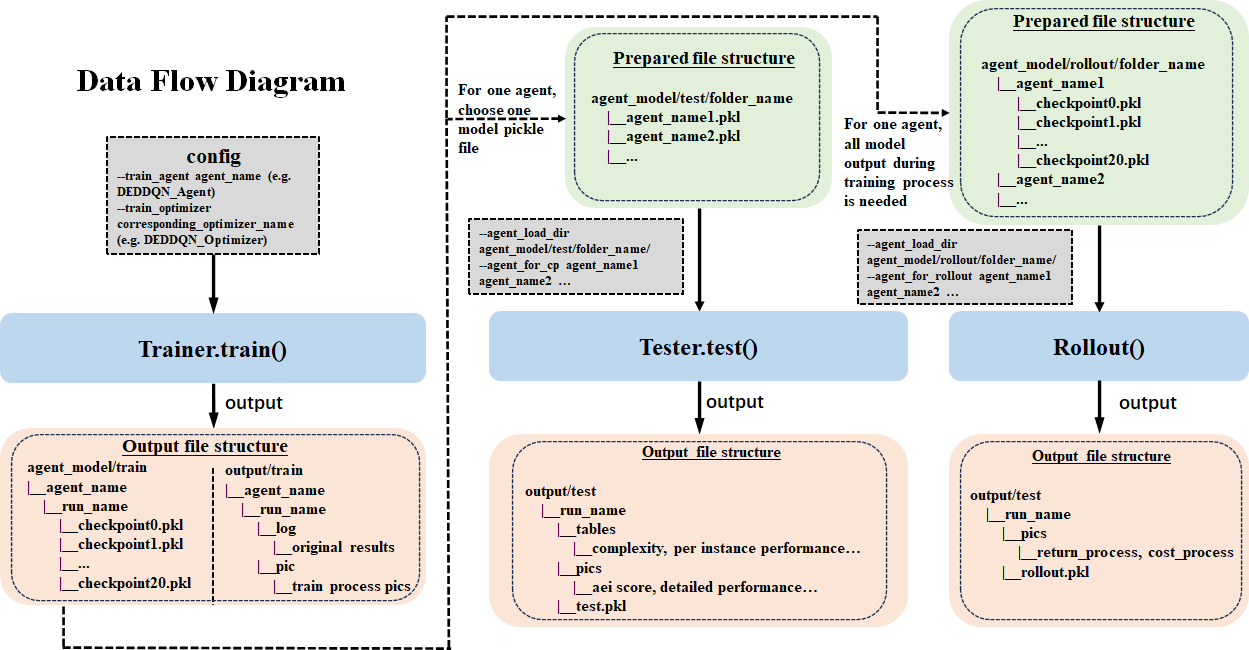 Data Flow Diagram
config
--train_agent agent_name (e.g.
DEDDQN_Agent)
--train_optimizer
corresponding_optimizer_name
(e.g. DEDDQN_Optimizer)
Trainer.train()
output
Output file structure
agent_model/train
|__agent_name
|__run_name
|__checkpoint0.pkl
|__checkpoint1.pkl
|__...
|__checkpoint20.pkl
output/train
|__agent_name
|__run_name
|__log
|__original results
|__pic
|__train process pics
For one agent,
choose one
model pickle
file
Prepared file structure
agent_model/test/folder_name
|__agent_name1.pkl
|__agent_name2.pkl
|__...
--agent_load_dir
agent_model/test/folder_name/
--agent_for_cp agent_name1
agent_name2 ...
Tester.test()
output
Output file structure
output/test
|__run_name
|__tables
|__complexity, per instance performance...
|__pics
|__aei score, detailed performance...
|__test.pkl
For one agent,
all model
output during
training process
is needed
Prepared file structure
agent_model/rollout/folder_name
|__agent_name1
|__checkpoint0.pkl
|__checkpoint1.pkl
|__...
|__checkpoint20.pkl
|__agent_name2
|__...
--agent_load_dir
agent_model/rollout/folder_name/
--agent_for_rollout agent_name1
agent_name2 ...
Rollout()
output
Output file structure
output/test
|__run_name
|__pics
|__return_process, cost_process
|__rollout.pkl